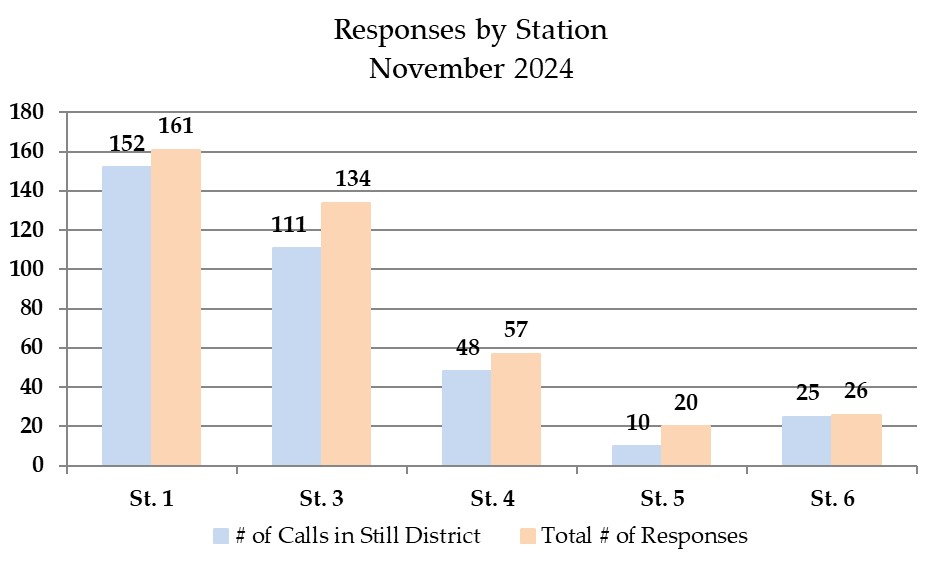 Responses by Station
November 2024
180
160
140
120
100
80
60
40
20
0
152
161
111
134
48
57
10
20
25
26
St. 1
St. 3
St. 4
St. 5
St. 6
# of Calls in Still District
Total # of Responses